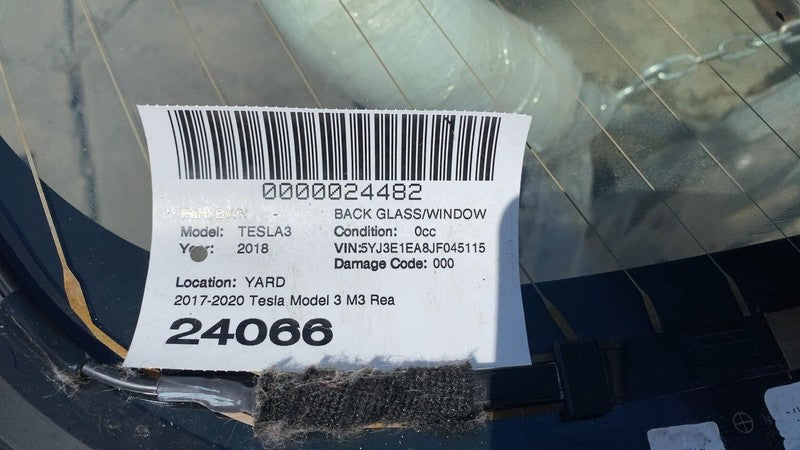 0000024482
BACK GLASS/WINDOW
Model: TESLA3 Condition: 0cc
Year: 2018 VIN:5YJ3E1EA8JF045115
Damage Code: 000
Location: YARD
2017-2020 Tesla Model 3 M3 Rea
24066